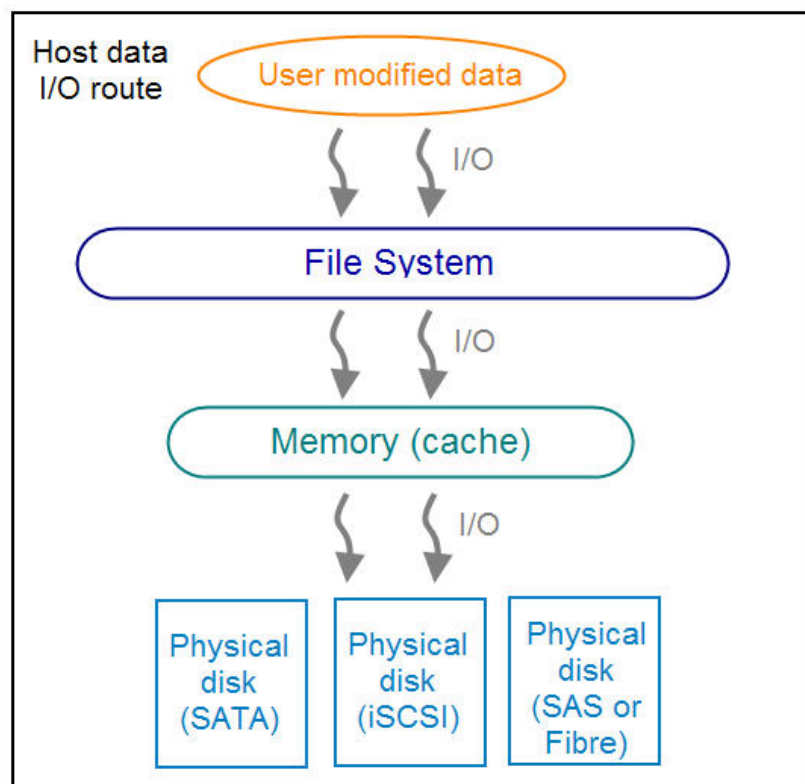 Host data
I/O route
User modified data
I/O
File System
I/O
Memory (cache)
I/O
Physical
disk
(SATA)
Physical
disk
(iSCSI)
Physical
disk
(SAS or
Fibre)